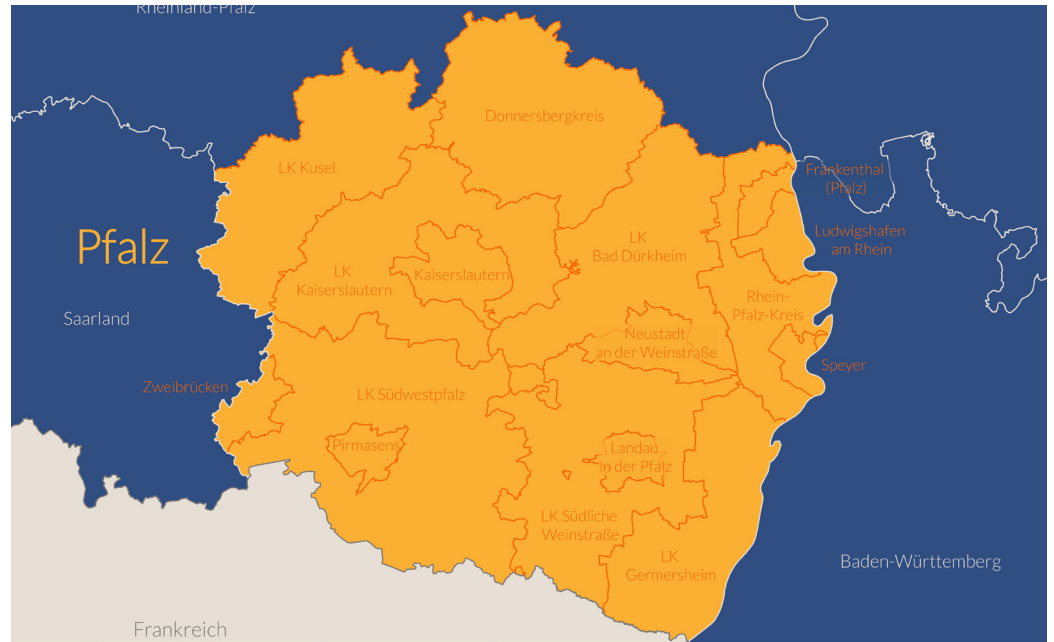 Rheinland-Pfalz
Donnersbergkreis
LK Kusel
Frankenthal
(Pfalz)
Pfalz
Ludwigshafen
am Rhein
LK
Bad Dürkheim
LK
Kaiserslautern
Kaiserslautern
Rhein-
Pfalz-Kreis
Saarland
Neustadt
an der Weinstraße
Speyer
Zweibrücken
LK Südwestpfalz
Pirmasens
Landau
in der Pfalz
LK Südliche
Weinstraße
LK
Germersheim
Baden-Württemberg
Frankreich